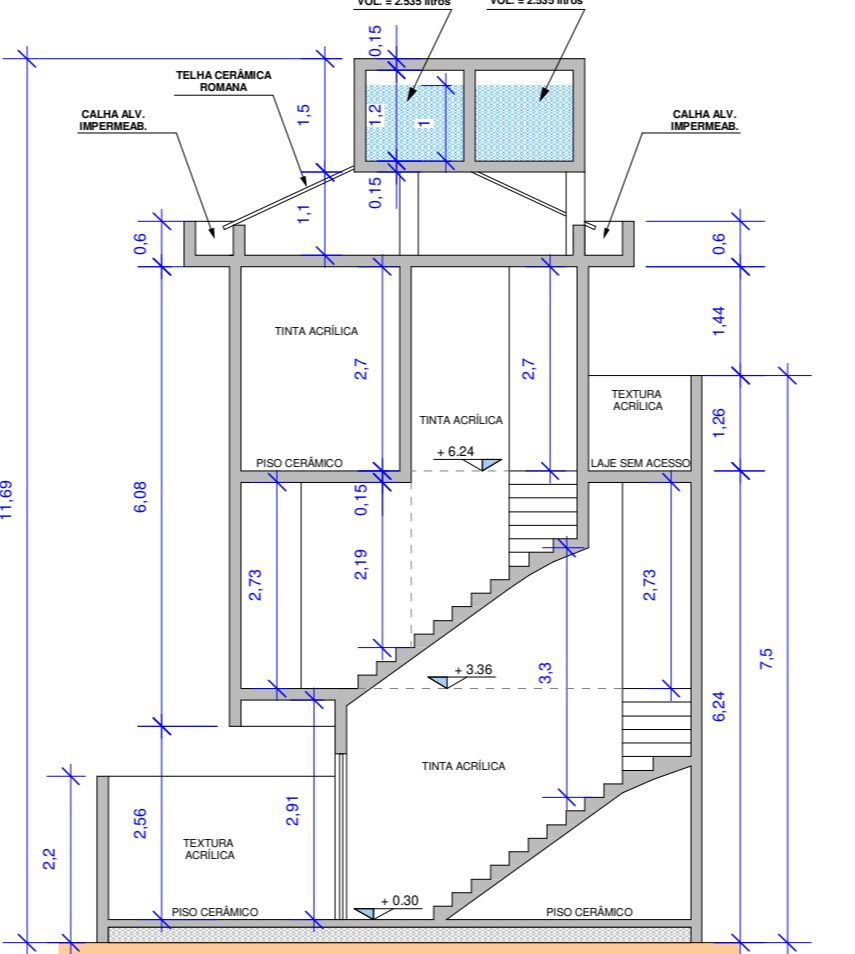 VOL. = 2.535 litros
VOL. = 2.535 litros
0,15
TELHA CERÂMICA
ROMANA
1,5
1,2
1
CALHA ALV.
IMPERMEAB.
CALHA ALV.
IMPERMEAB.
0,15
1,1
0,6
0,6
TINTA ACRÍLICA
1,44
2,7
2,7
TEXTURA
ACRÍLICA
TINTA ACRÍLICA
1,26
+ 6.24
PISO CERÂMICO
LAJE SEM ACESSO
11,69
6,08
0,15
2,19
2,73
2,73
7,5
+ 3.36
3,3
6,24
TINTA ACRÍLICA
2,56
2,91
2,2
TEXTURA
ACRÍLICA
+ 0.30
PISO CERÂMICO
PISO CERÂMICO